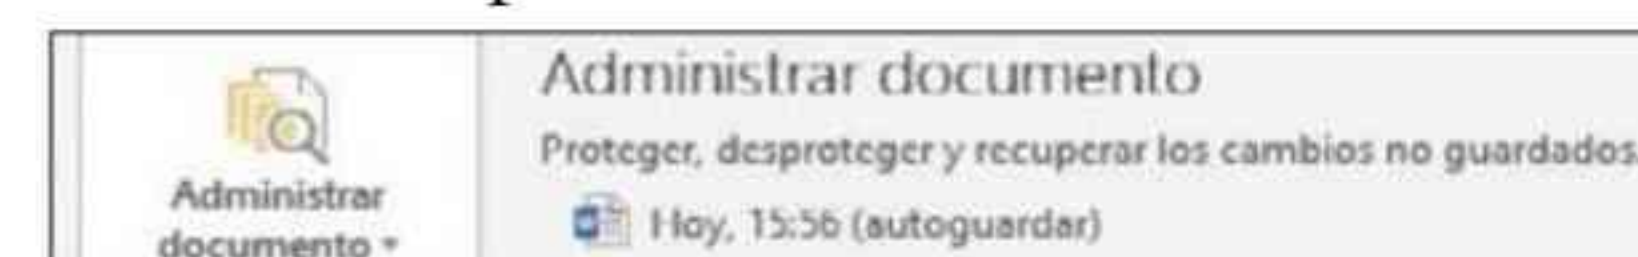 Administrar documento
Proteger, desproteger y recuperar los cambios no guardados.
Hoy, 15:56 (autoguardar)
Administrar
documento